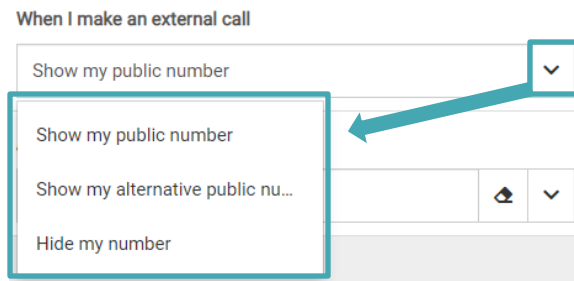 When I make an external call
Show my public number
Show my public number
Show my alternative public nu...
Hide my number